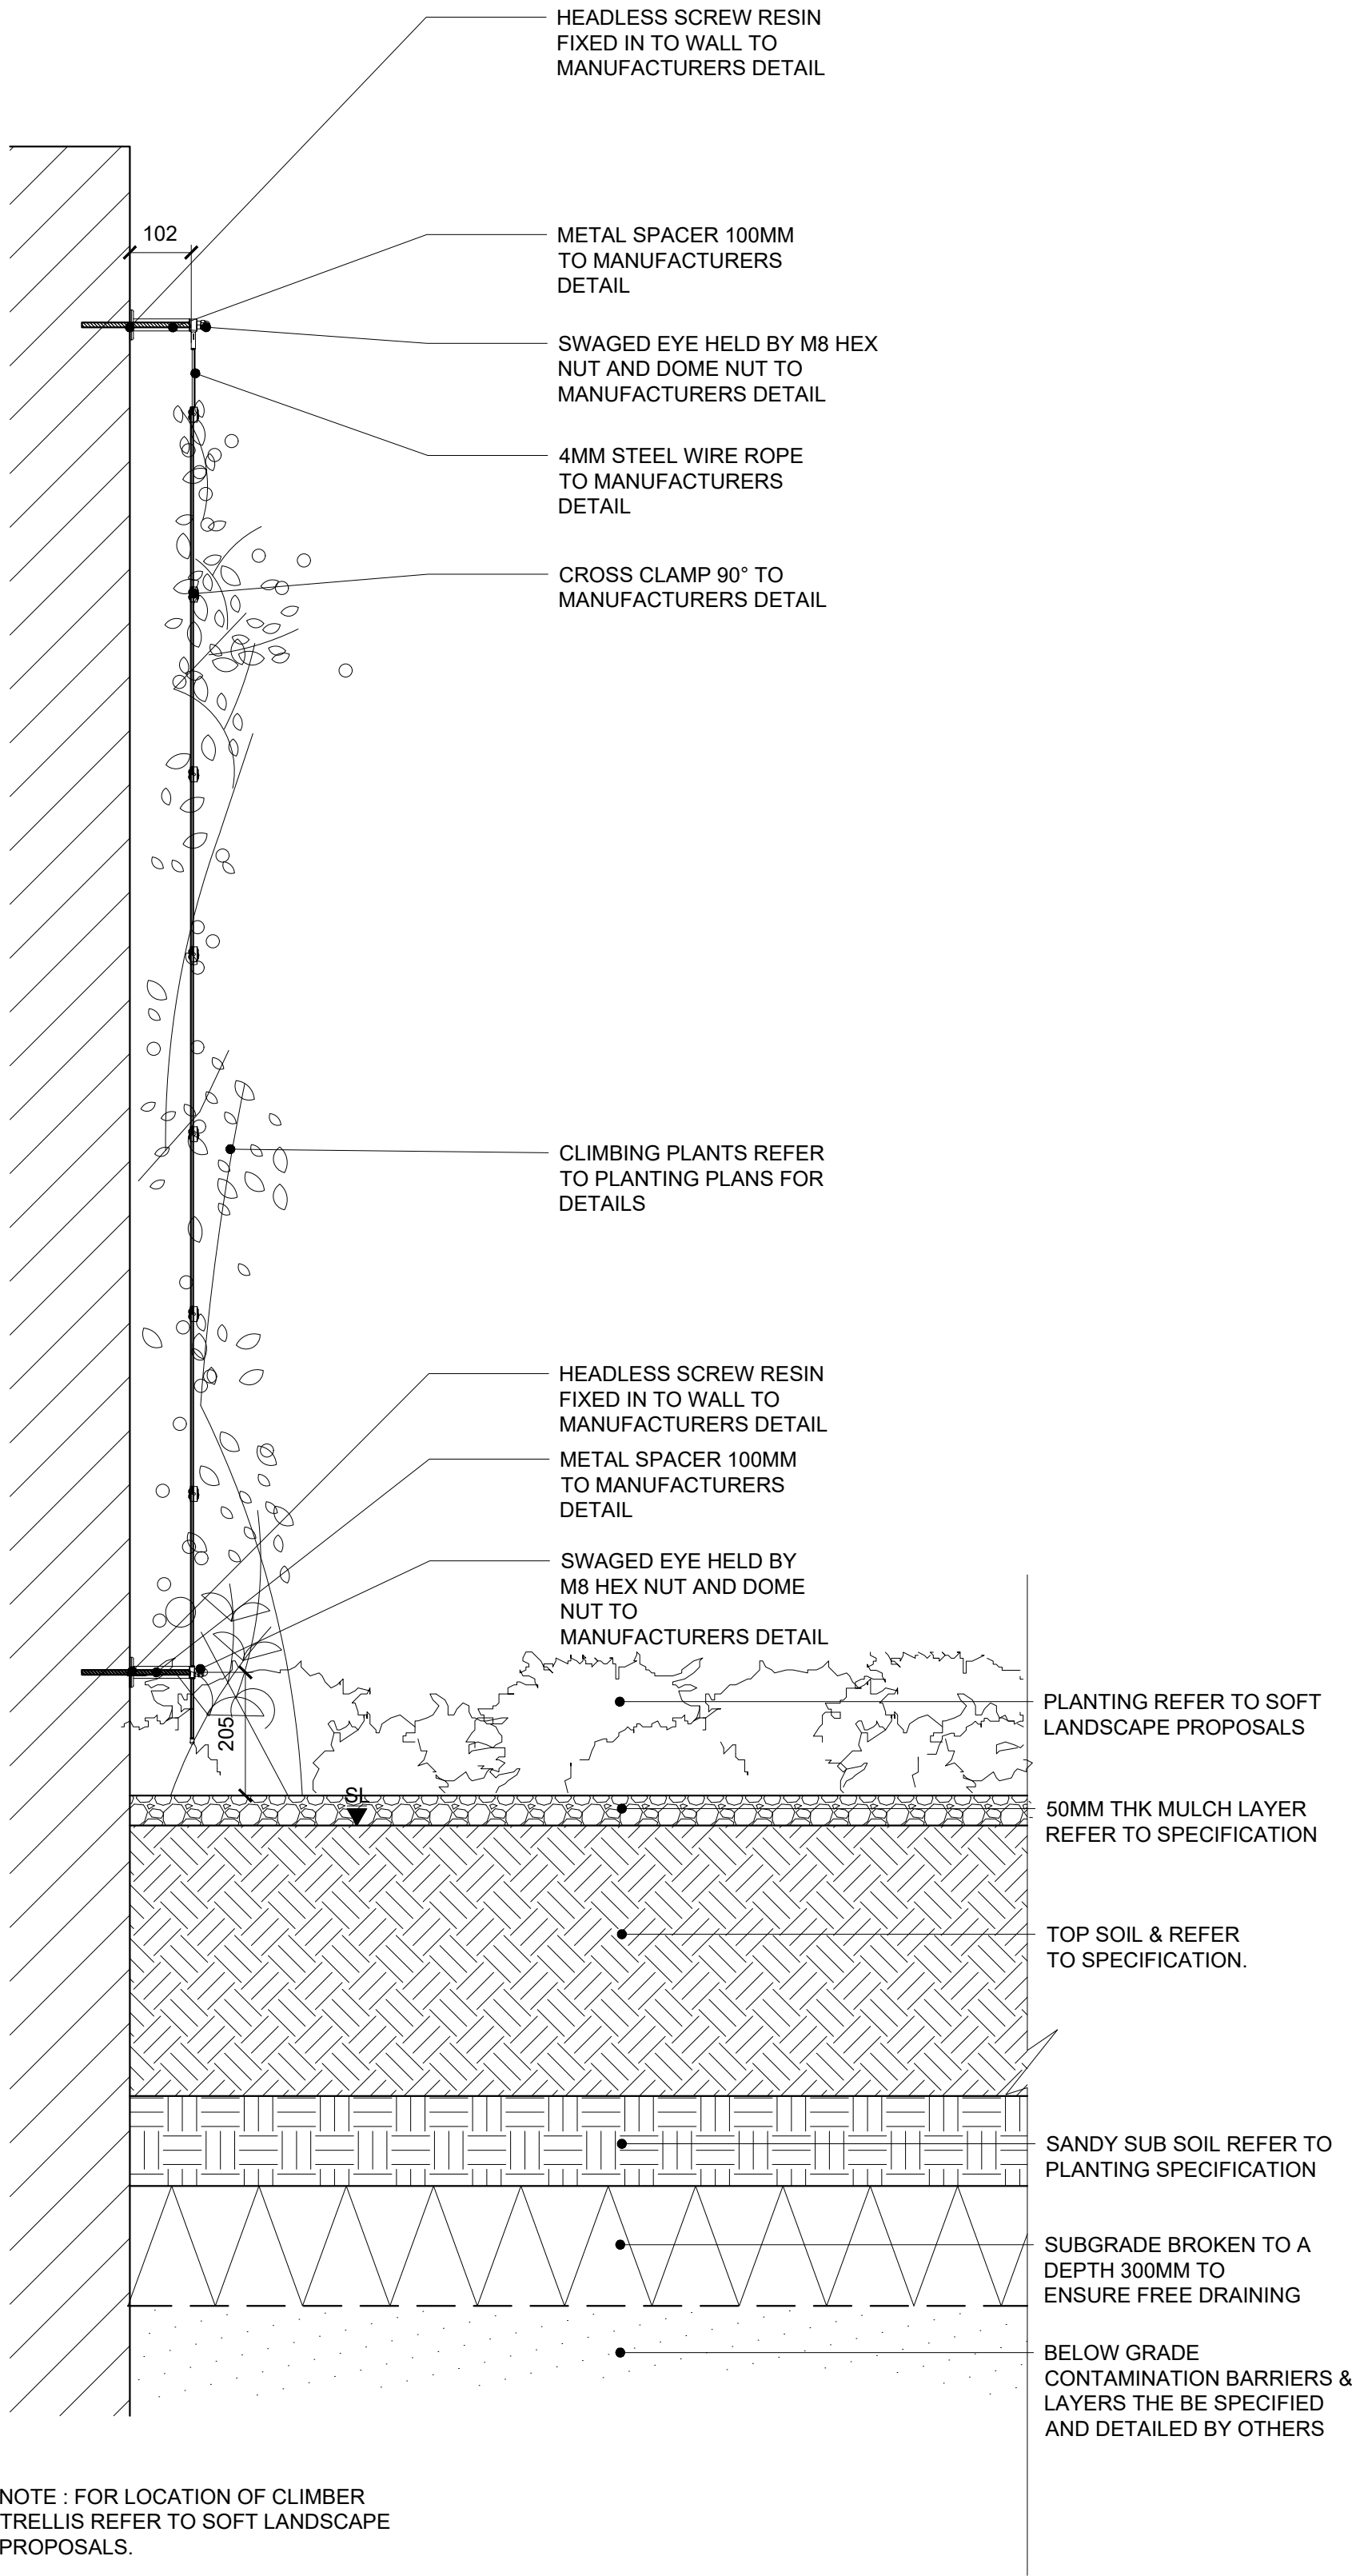 HEADLESS SCREW RESIN
FIXED IN TO WALL TO
MANUFACTURERS DETAIL
102
METAL SPACER 100MM
TO MANUFACTURERS
DETAIL
SWAGED EYE HELD BY M8 HEX
NUT AND DOME NUT TO
MANUFACTURERS DETAIL
4MM STEEL WIRE ROPE
TO MANUFACTURERS
DETAIL
CROSS CLAMP 90° TO
MANUFACTURERS DETAIL
CLIMBING PLANTS REFER
TO PLANTING PLANS FOR
DETAILS
HEADLESS SCREW RESIN
FIXED IN TO WALL TO
MANUFACTURERS DETAIL
METAL SPACER 100MM
TO MANUFACTURERS
DETAIL
SWAGED EYE HELD BY
M8 HEX NUT AND DOME
NUT TO
MANUFACTURERS DETAIL
205
SL
PLANTING REFER TO SOFT
LANDSCAPE PROPOSALS
50MM THK MULCH LAYER
REFER TO SPECIFICATION
TOP SOIL & REFER
TO SPECIFICATION.
SANDY SUB SOIL REFER TO
PLANTING SPECIFICATION
SUBGRADE BROKEN TO A
DEPTH 300MM TO
ENSURE FREE DRAINING
BELOW GRADE
CONTAMINATION BARRIERS &
LAYERS THE BE SPECIFIED
AND DETAILED BY OTHERS
NOTE : FOR LOCATION OF CLIMBER
TRELLIS REFER TO SOFT LANDSCAPE
PROPOSALS.